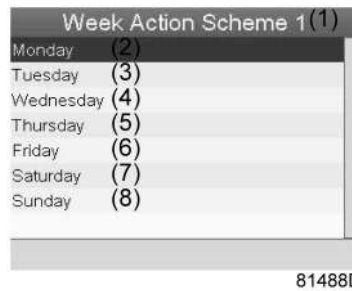 Week Action Scheme 1(1)
Monday (2)
Tuesday (3)
Wednesday (4)
Thursday (5)
Friday (6)
Saturday (7)
Sunday (8)
81488D